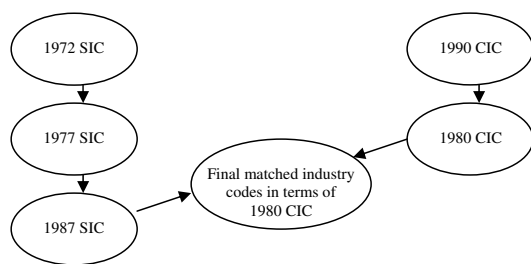 1972 SIC
1990 CIC
1977 SIC
1980 CIC
Final matched industry
codes in terms of
1980 CIC
1987 SIC